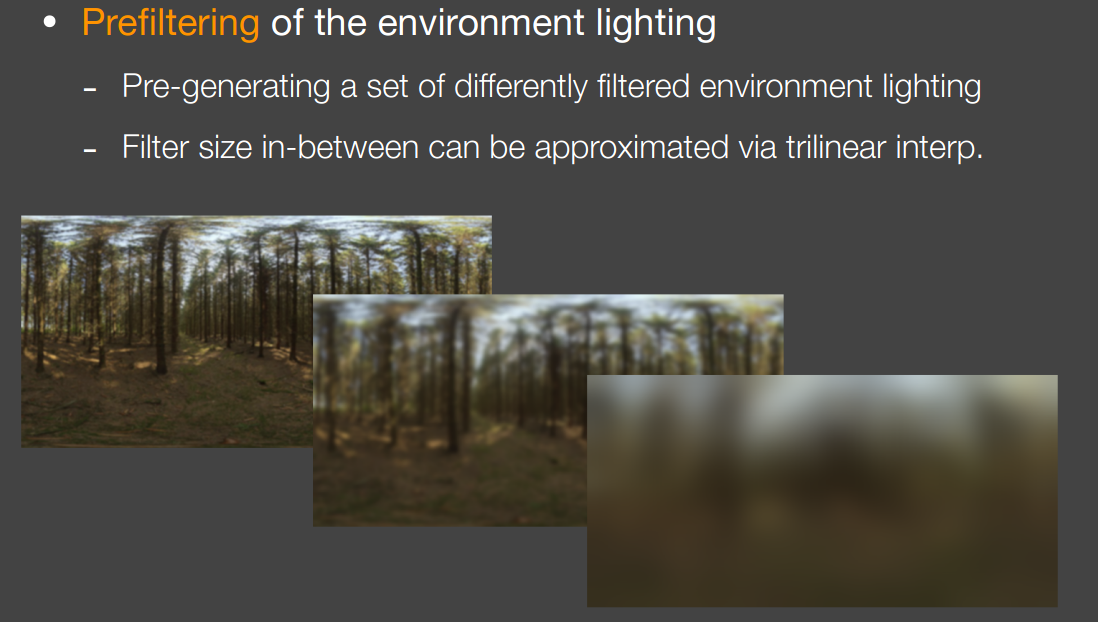 • Prefiltering of the environment lighting
- Pre-generating a set of differently filtered environment lighting
- Filter size in-between can be approximated via trilinear interp.